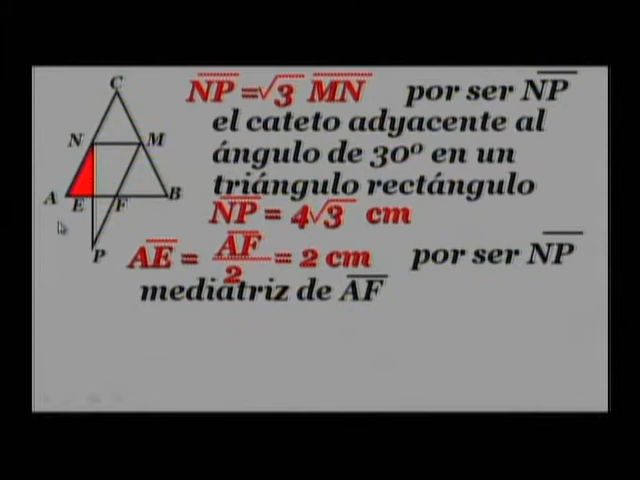 C
N M
A E F B
P
NP = √3 MN por ser NP
el cateto adyacente al
ángulo de 30º en un
triángulo rectángulo
NP = 4√3 cm
AE = AF/2 = 2 cm por ser NP
mediatriz de AF